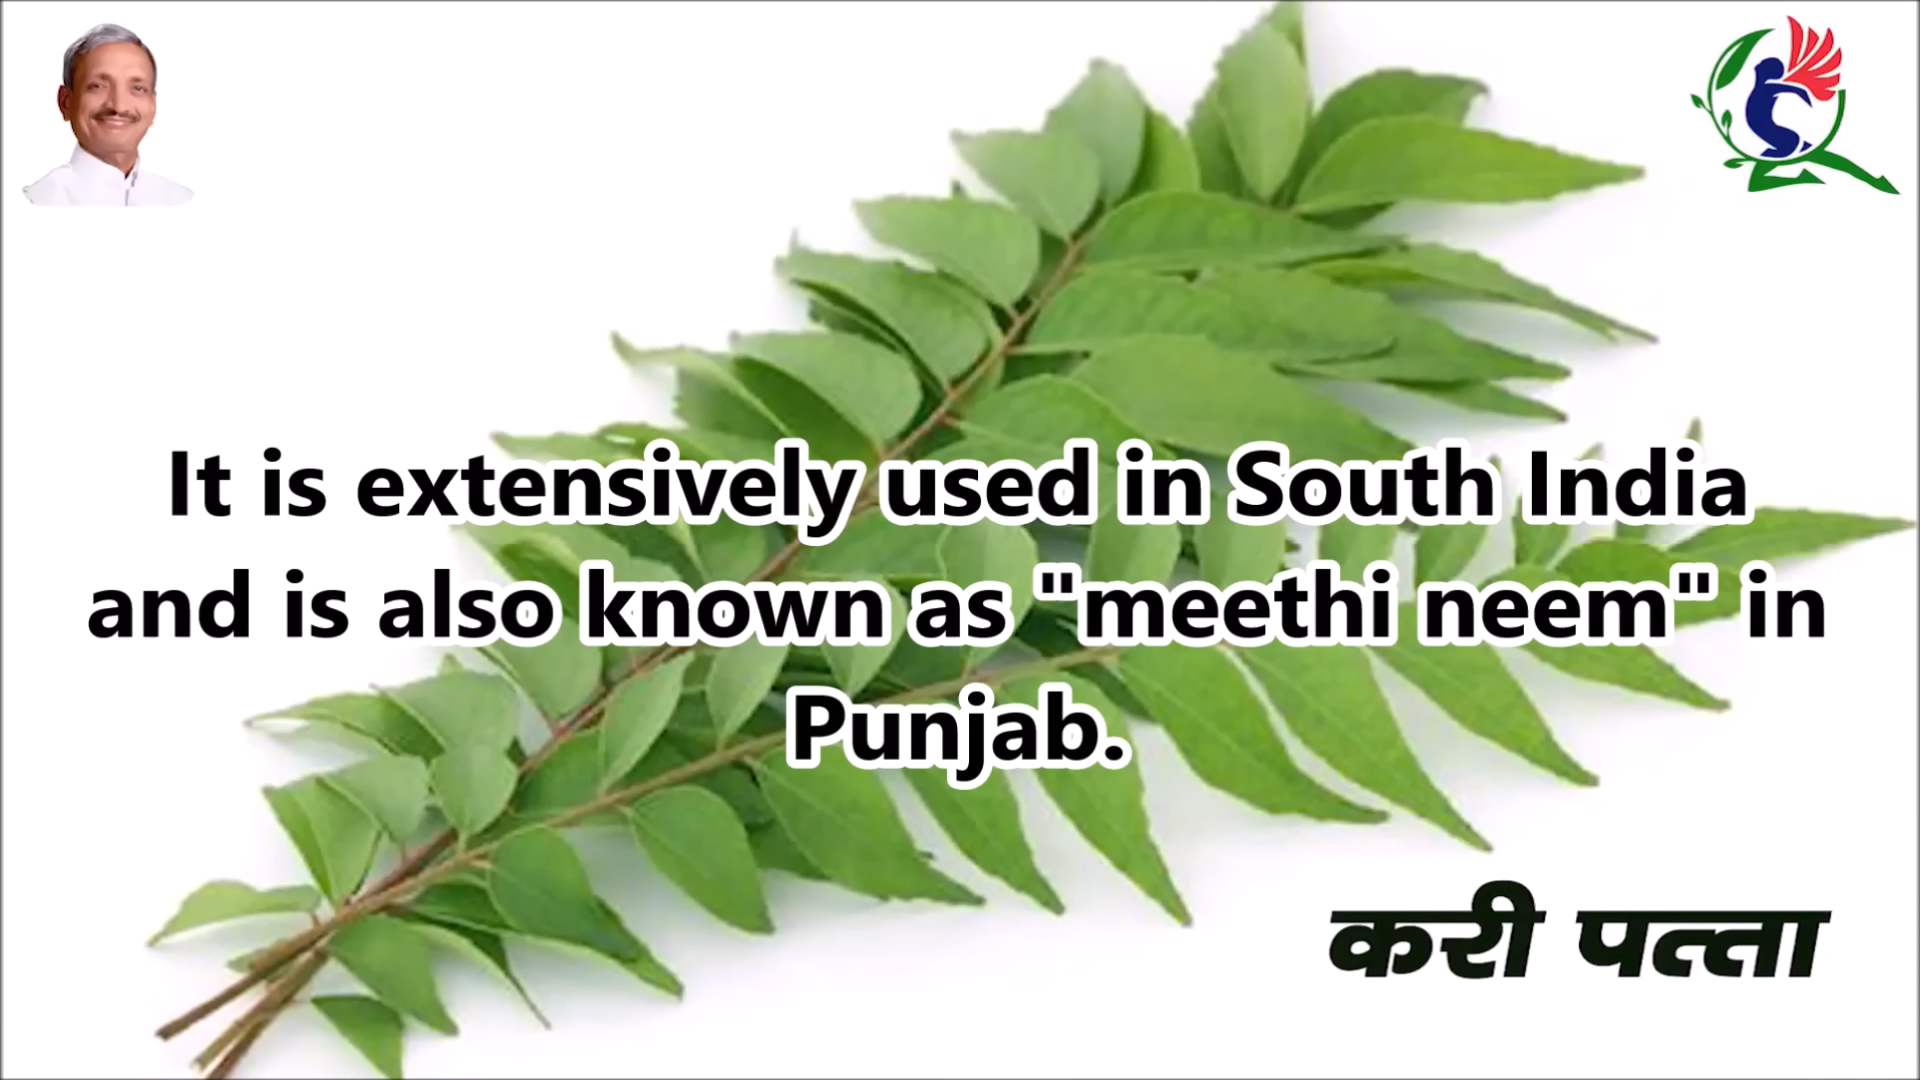 It is extensively used in South India
and is also known as "meethi neem" in
Punjab.
करी पत्ता